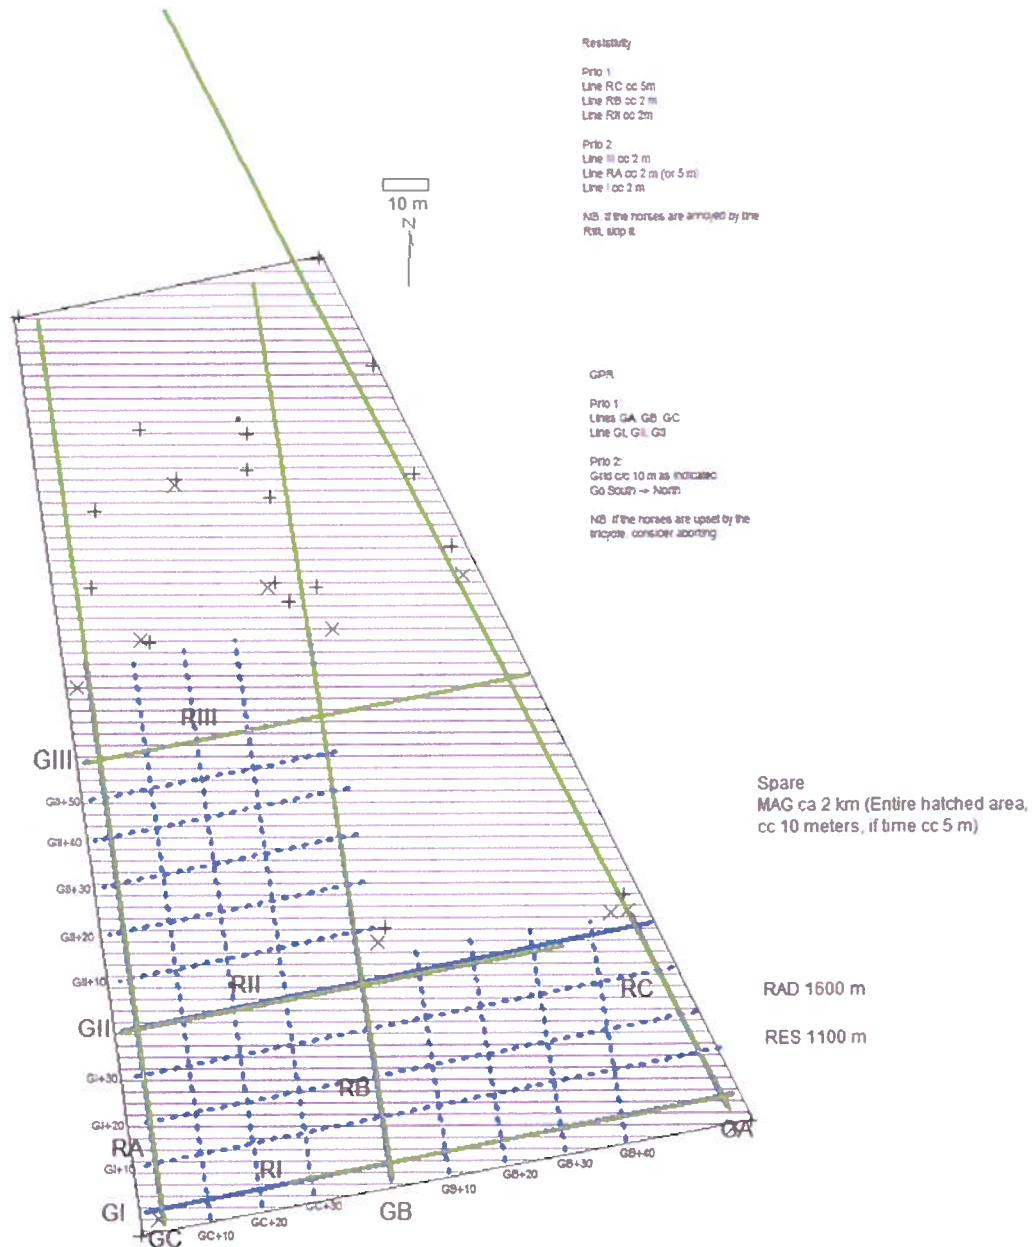 Resistivity
Prio 1
Line RC cc 5m
Line RB cc 2 m
Line RII cc 2m
Prio 2
Line III cc 2 m
Line RA cc 2 m (or 5 m)
Line I cc 2 m
NB. If the horses are annoyed by the
skip it
10 m
N
GPR
Prio 1:
Lines GA, GB, GC
Line GI, GII, G3
Prio 2:
Grid c/c 10 m as indicated
Go South -> North
NB. If the horses are upset by the
tricycle, consider aborting
RIII
GIII
GII+50
GII+40
GII+30
GII+20
GII+10
Spare
MAG ca 2 km (Entire hatched area,
cc 10 meters, if time cc 5 m)
RII
RC
RAD 1600 m
GII
RES 1100 m
GI+30
RB
GI+20
RA
GI+10
RI
GA
GI
GC
GC+10
GC+20
GC+30
GB
GB+10
GB+20
GB+30
GB+40